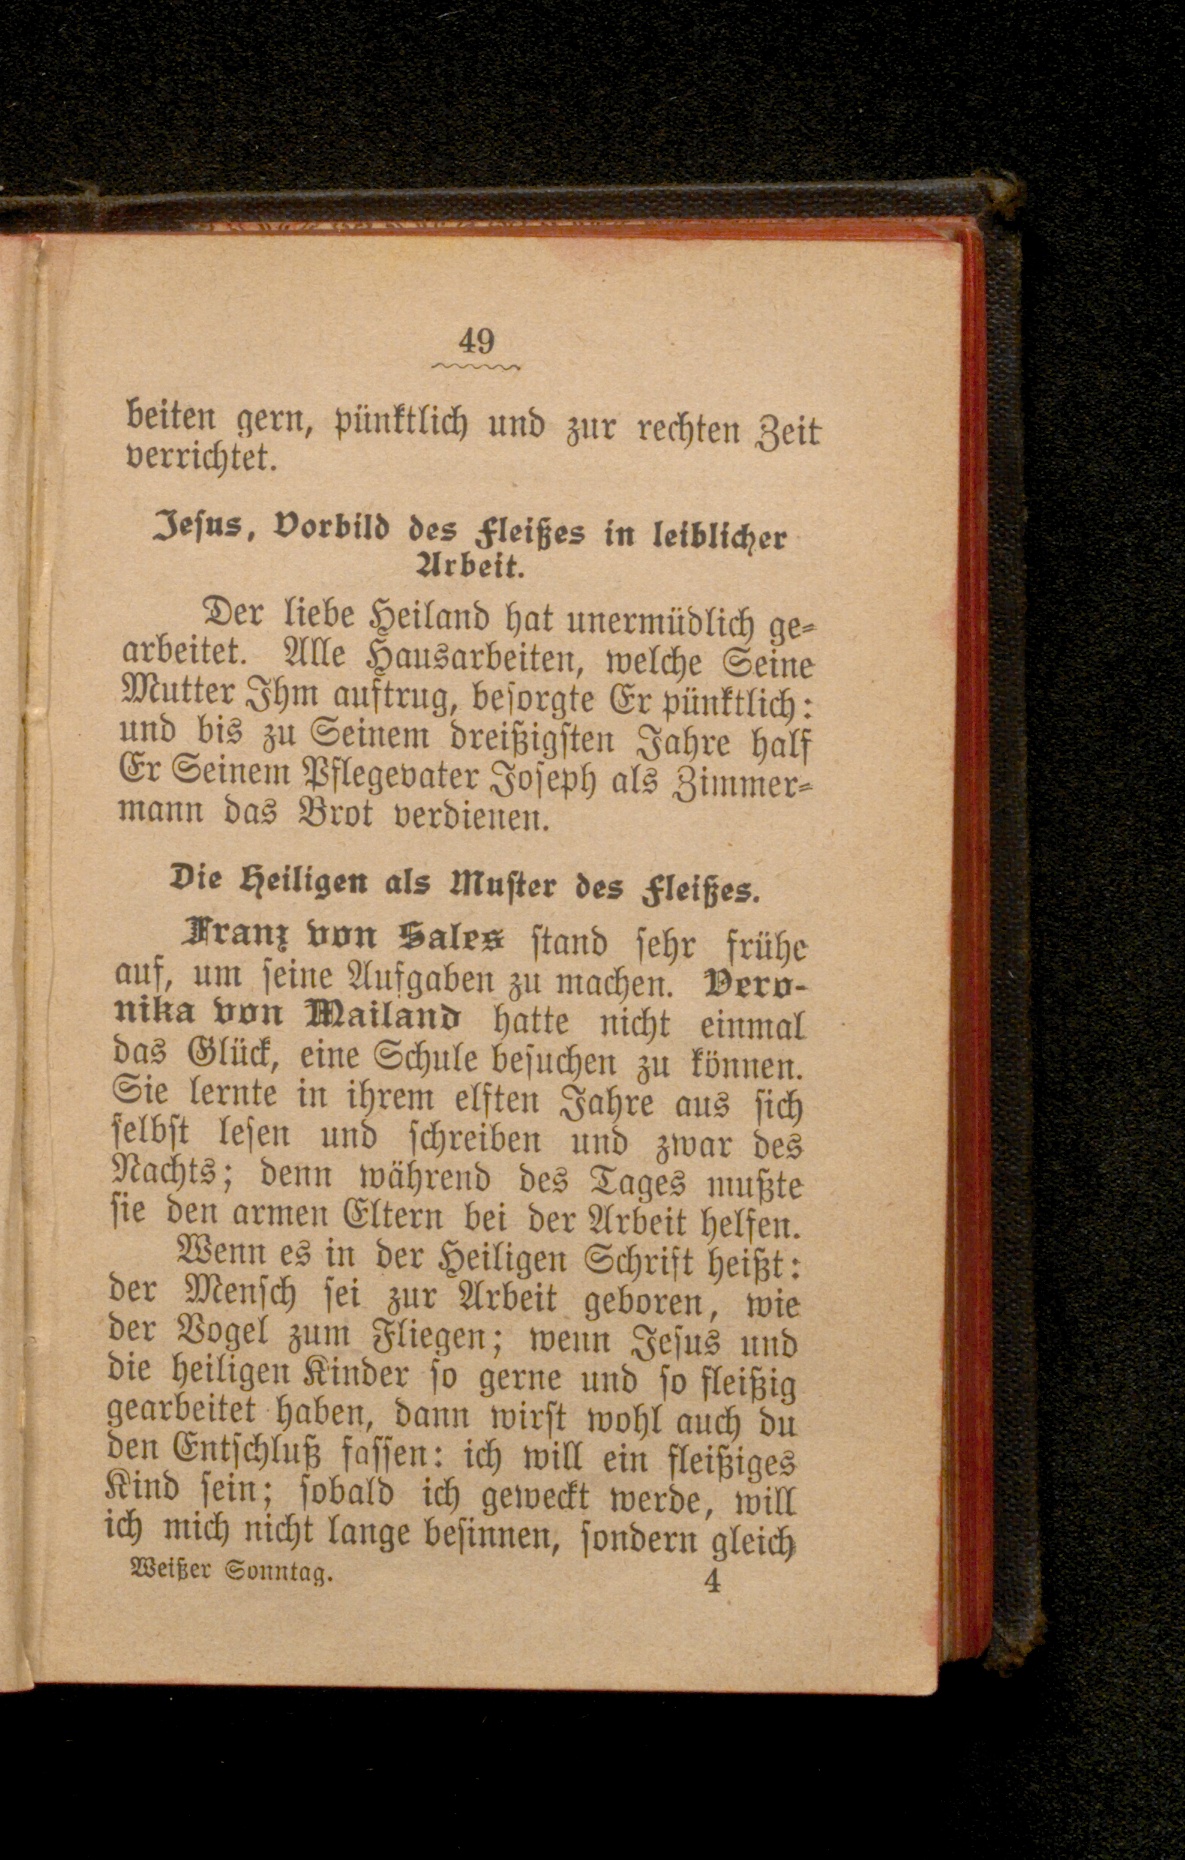 49
beiten gern, pünktlich und zur rechten Zeit
verrichtet.
Jesus, Vorbild des Fleißes in leiblicher
Arbeit.
Der liebe Heiland hat unermüdlich ge-
arbeitet. Alle Hausarbeiten, welche Seine
Mutter Ihm auftrug, besorgte Er pünktlich:
und bis zu Seinem dreißigsten Jahre half
Er Seinem Pflegevater Joseph als Zimmer-
mann das Brot verdienen.
Die Heiligen als Muster des Fleißes.
Franz von Sales stand sehr frühe
auf, um seine Aufgaben zu machen. Vero-
nika von Mailand hatte nicht einmal
das Glück, eine Schule besuchen zu können.
Sie lernte in ihrem elften Jahre aus sich
selbst lesen und schreiben und zwar des
Nachts; denn während des Tages mußte
sie den armen Eltern bei der Arbeit helfen.
Wenn es in der Heiligen Schrift heißt:
der Mensch sei zur Arbeit geboren, wie
der Vogel zum Fliegen; wenn Jesus und
die heiligen Kinder so gerne und so fleißig
gearbeitet haben, dann wirst wohl auch du
den Entschluß fassen: ich will ein fleißiges
Kind sein; sobald ich geweckt werde, will
ich mich nicht lange besinnen, sondern gleich
Weißer Sonntag. 4